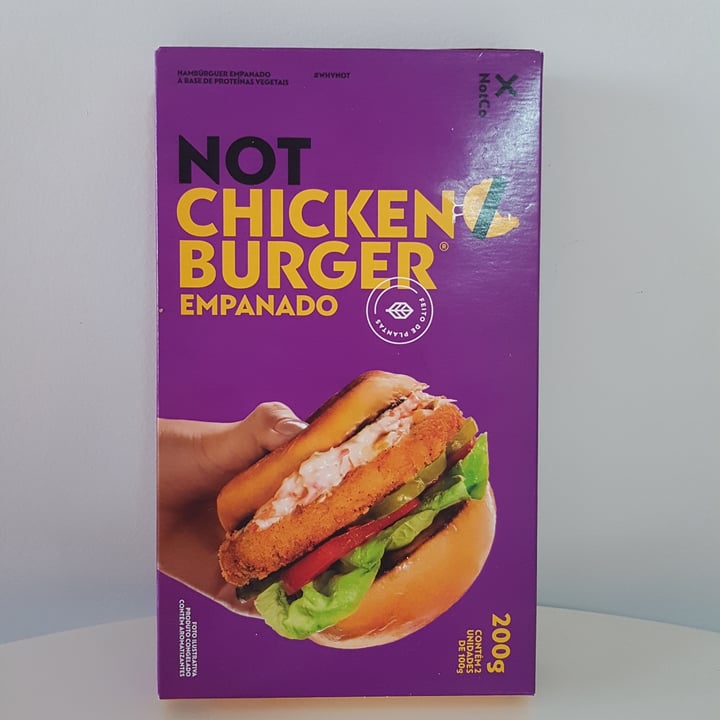 HAMBÚRGUER EMPANADO
À BASE DE PROTEÍNAS VEGETAIS
#WHYNOT
NotCo
NOT
CHICKEN
BURGER®
EMPANADO
FEITO DE PLANTAS
FOTO ILUSTRATIVA
PRODUTO CONGELADO
CONTÉM AROMATIZANTES
200g
CONTÉM 2
UNIDADES
DE 100g